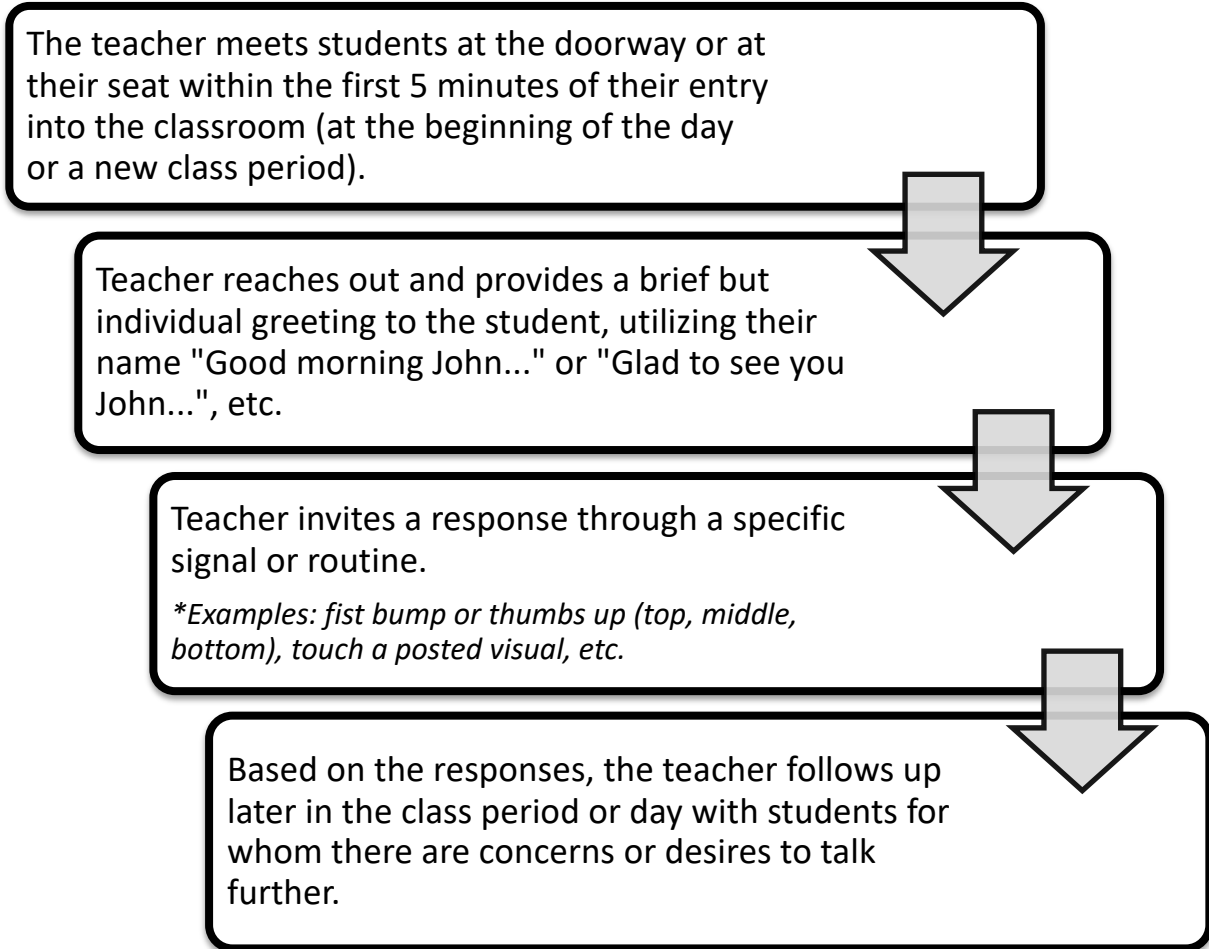 The teacher meets students at the doorway or at
their seat within the first 5 minutes of their entry
into the classroom (at the beginning of the day
or a new class period).
Teacher reaches out and provides a brief but
individual greeting to the student, utilizing their
name "Good morning John..." or "Glad to see you
John...", etc.
Teacher invites a response through a specific
signal or routine.
*Examples: fist bump or thumbs up (top, middle,
bottom), touch a posted visual, etc.
Based on the responses, the teacher follows up
later in the class period or day with students for
whom there are concerns or desires to talk
further.